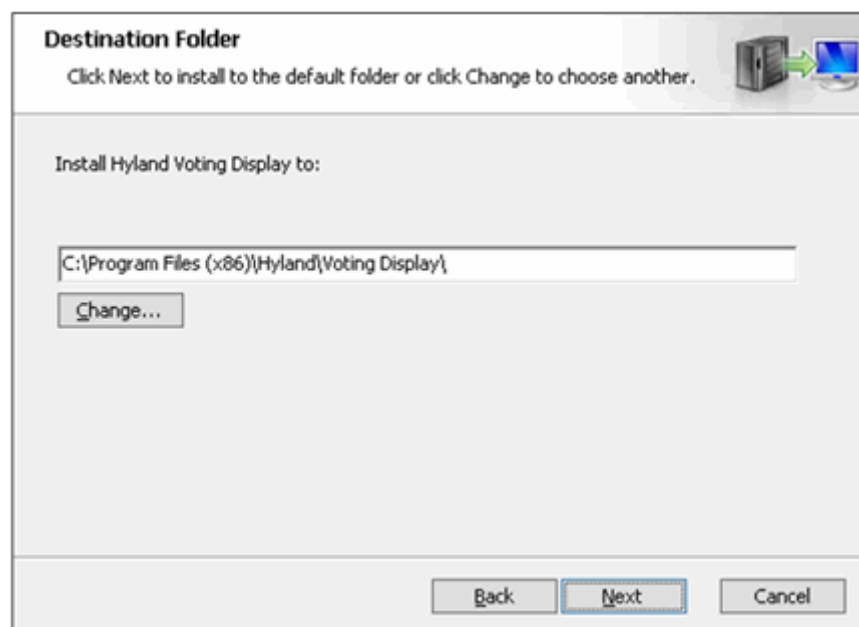 Destination Folder
Click Next to install to the default folder or click Change to choose another.
Install Hyland Voting Display to:
C:\Program Files (x86)\Hyland\Voting Display\
Change...
Back Next Cancel